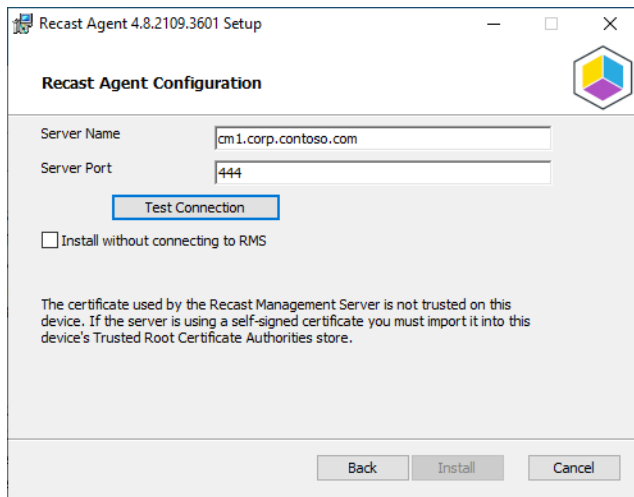 Recast Agent 4.8.2109.3601 Setup
Recast Agent Configuration
Server Name
cm1.corp.contoso.com
Server Port
444
Test Connection
Install without connecting to RMS
The certificate used by the Recast Management Server is not trusted on this
device. If the server is using a self-signed certificate you must import it into this
device's Trusted Root Certificate Authorities store.
Back
Install
Cancel